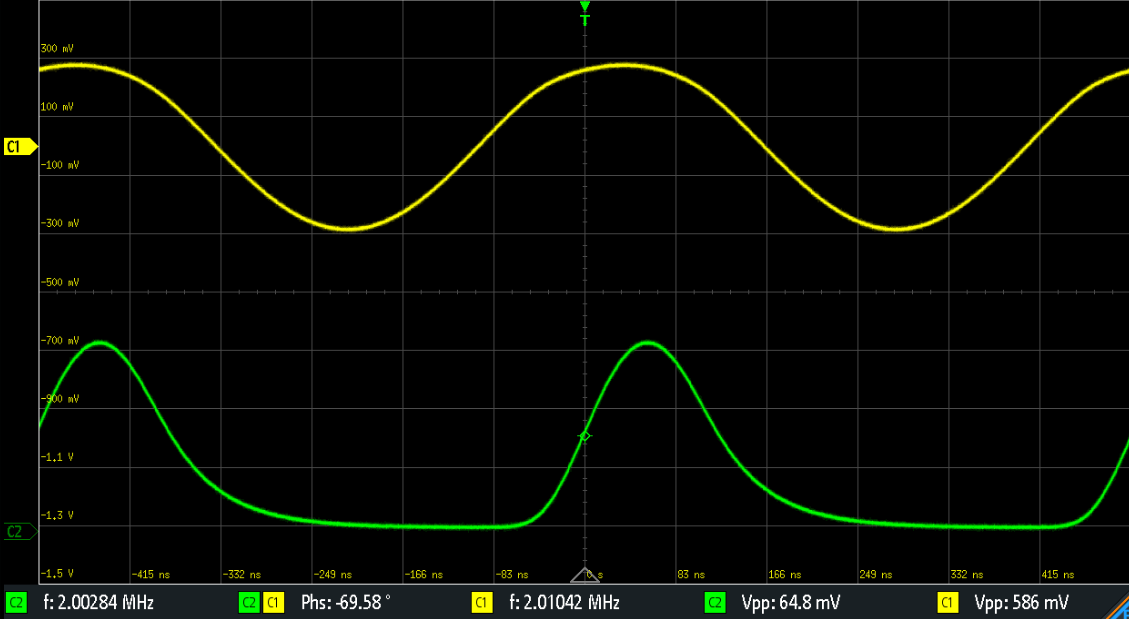 T
300 mV
100 mV
C1
-100 mV
-300 mV
-500 mV
-700 mV
-900 mV
-1.1 V
-1.3 V
C2
-1.5 V -415 ns -332 ns -249 ns -166 ns -83 ns 0 s 83 ns 166 ns 249 ns 332 ns 415 ns
C2 f: 2.00284 MHz C2 C1 Phs: -69.58 ° C1 f: 2.01042 MHz C2 Vpp: 64.8 mV C1 Vpp: 586 mV